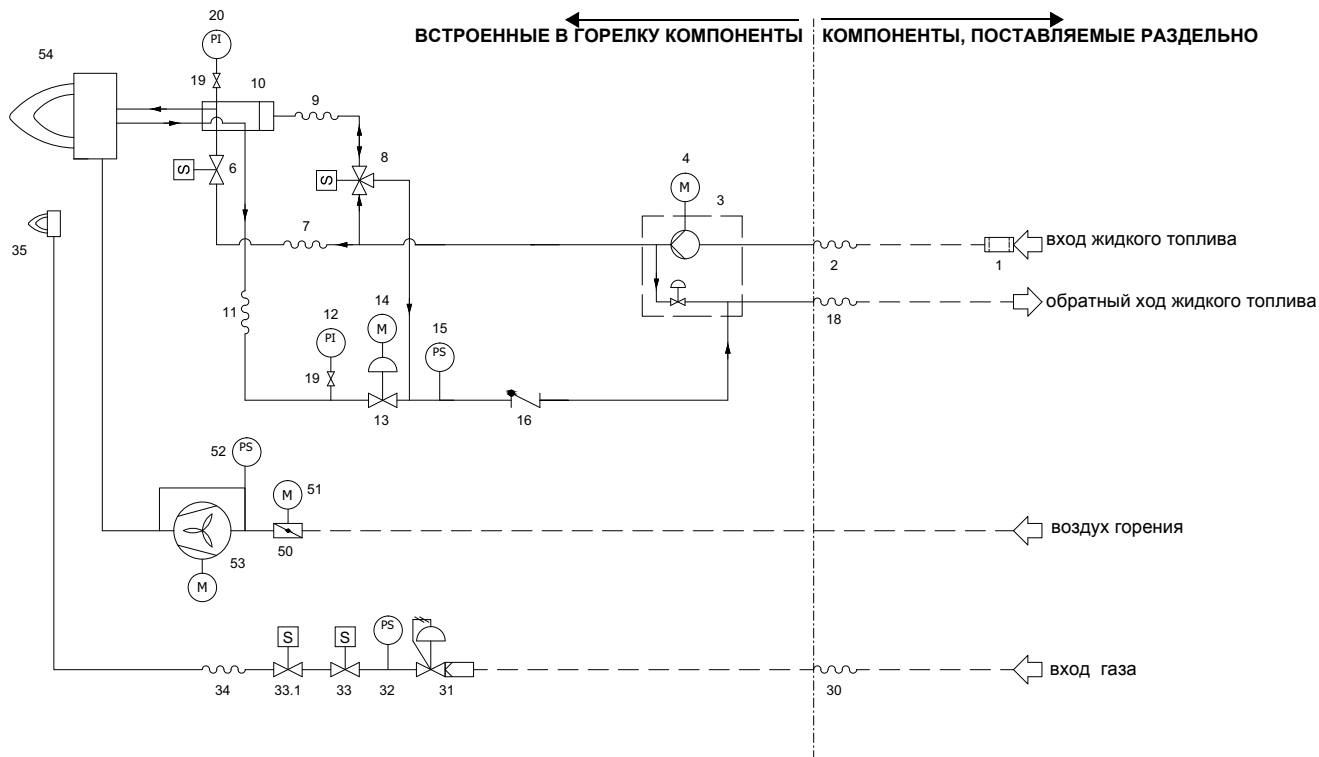 20
ВСТРОЕННЫЕ В ГОРЕЛКУ КОМПОНЕНТЫ
КОМПОНЕНТЫ, ПОСТАВЛЯЕМЫЕ РАЗДЕЛЬНО
PI
54
19
10
9
S
6
8
S
4
M
3
7
35
вход жидкого топлива
2
1
обратный ход жидкого топлива
18
11
12
14
PI
M
15
PS
19
13
16
52
PS
M
51
воздух горения
53
50
M
S
S
PS
вход газа
34
33.1
33
32
31
30